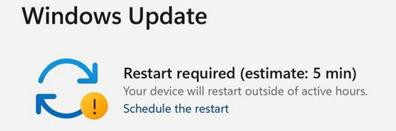 Windows Update
Restart required (estimate: 5 min)
Your device will restart outside of active hours.
Schedule the restart